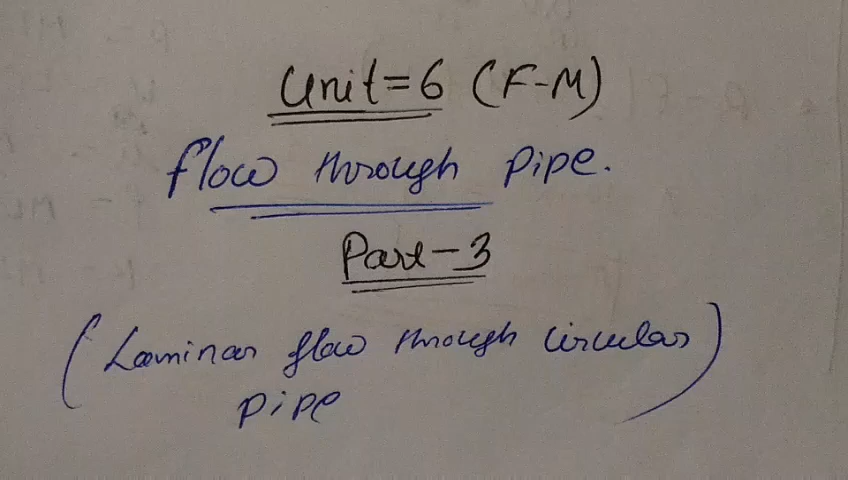 Unit=6 (F-M)
flow through pipe.
Part-3
(Laminar flow through circular)
pipe